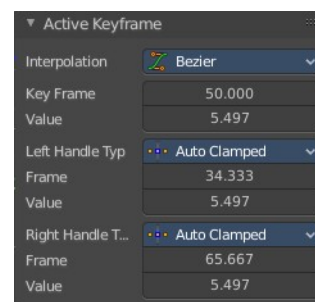 Active Keyframe
Interpolation Bezier
Key Frame 50.000
Value 5.497
Left Handle Typ Auto Clamped
Frame 34.333
Value 5.497
Right Handle T... Auto Clamped
Frame 65.667
Value 5.497